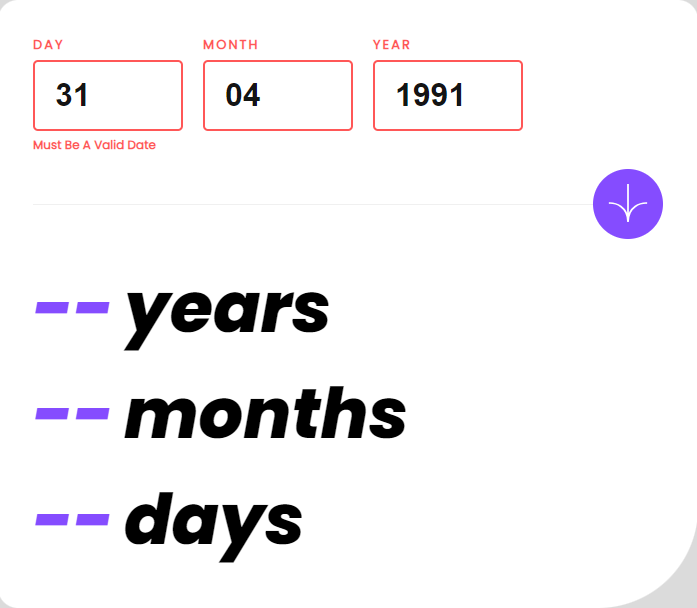 DAY MONTH YEAR
31 04 1991
Must Be A Valid Date
-- years
-- months
-- days